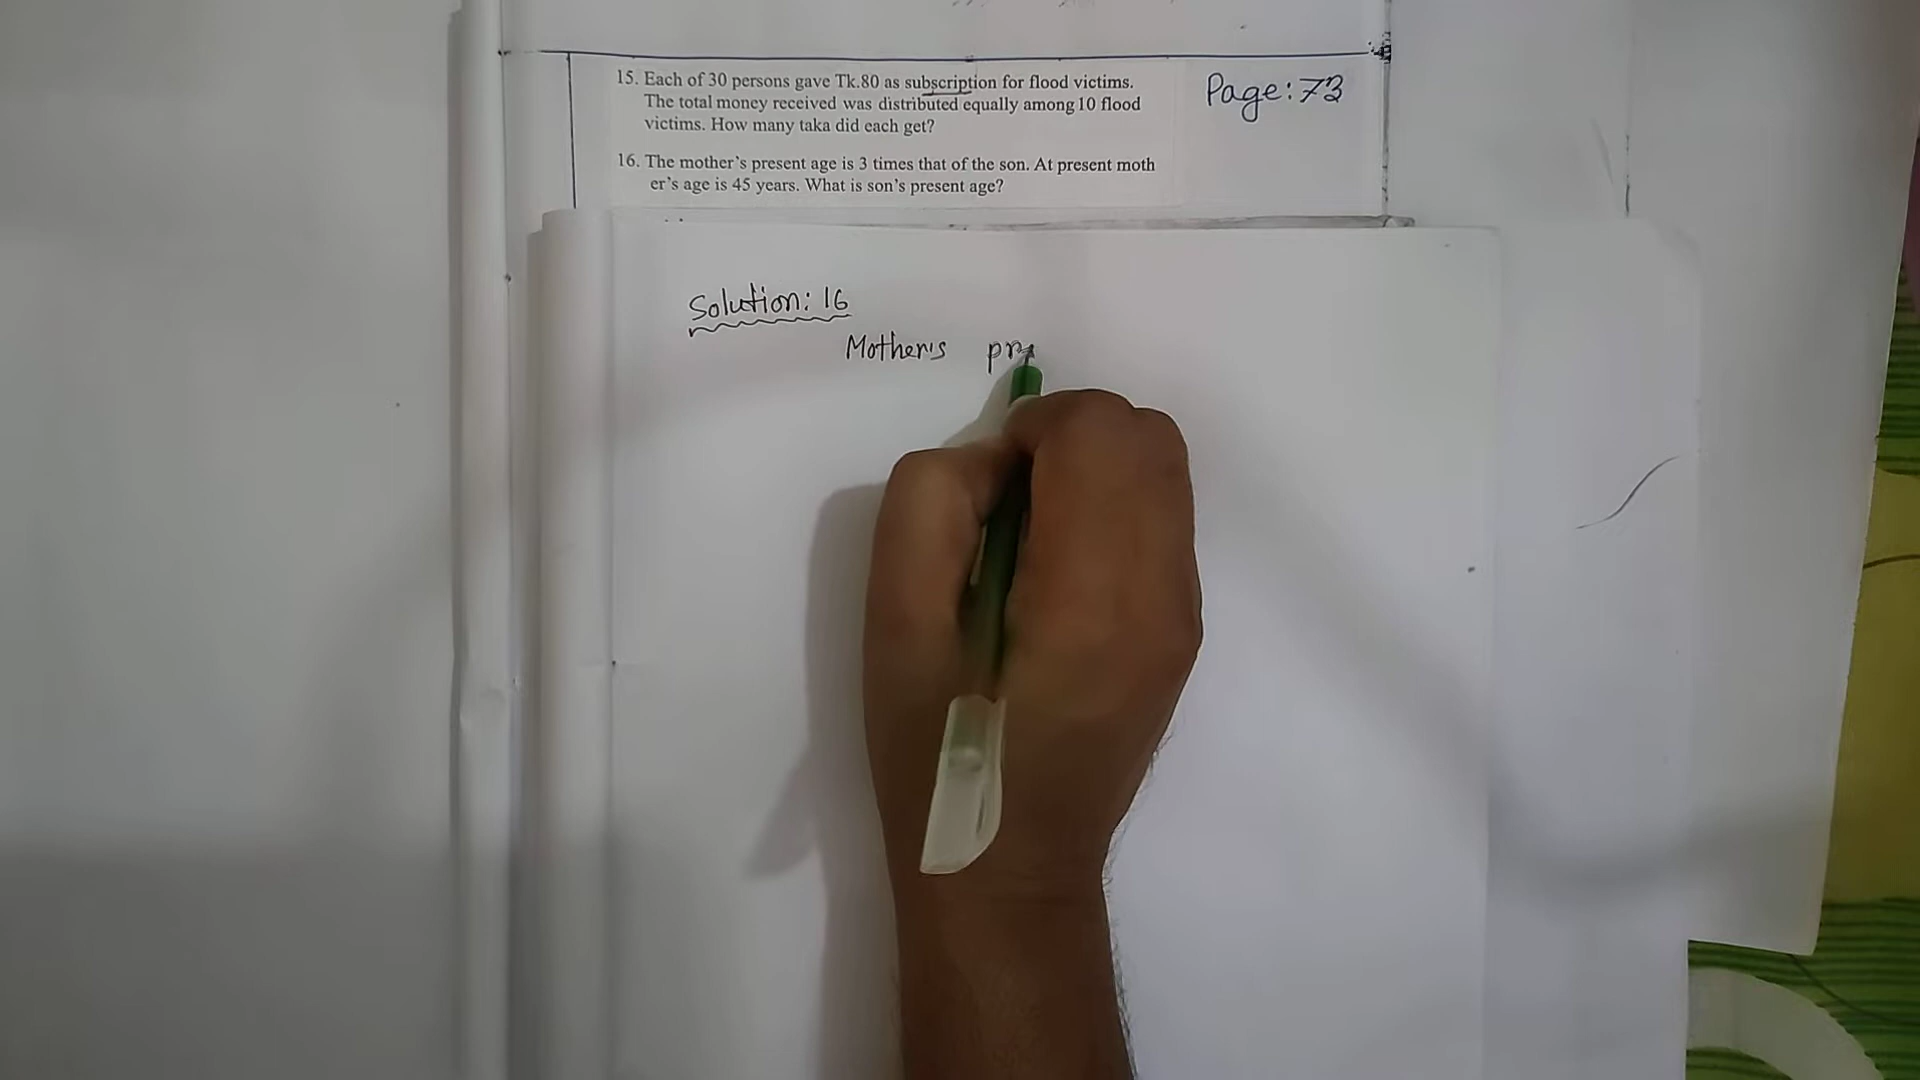 15. Each of 30 persons gave Tk.80 as subscription for flood victims.
The total money received was distributed equally among 10 flood
victims. How many taka did each get?
Page:73
16. The mother's present age is 3 times that of the son. At present moth
er's age is 45 years. What is son's present age?
Solution: 16
Mother's pre